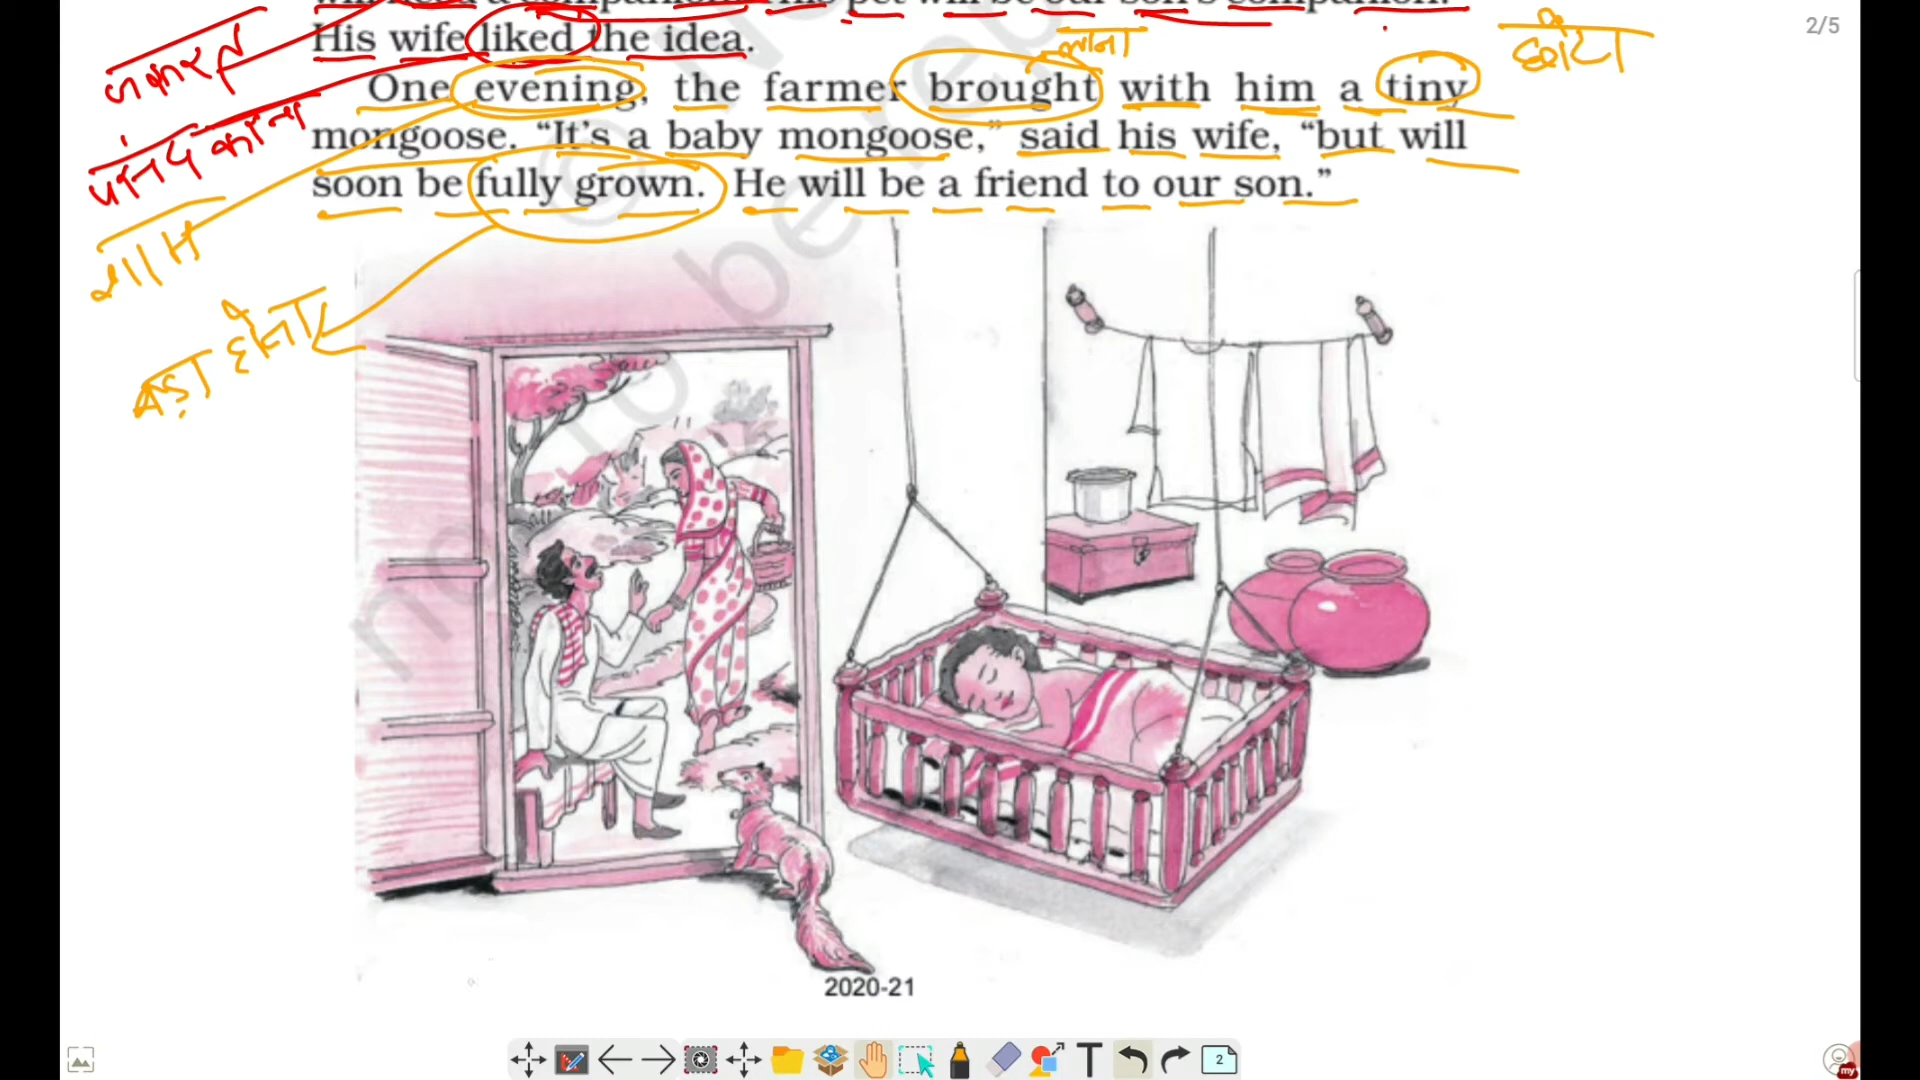 2/5
His wife liked the idea.
लाना
छोटा
One evening, the farmer brought with him a tiny
mongoose. “It’s a baby mongoose,” said his wife, “but will
soon be fully grown. He will be a friend to our son.”
पसन्द करना
शाम
बड़ा होना
2020-21
2
my